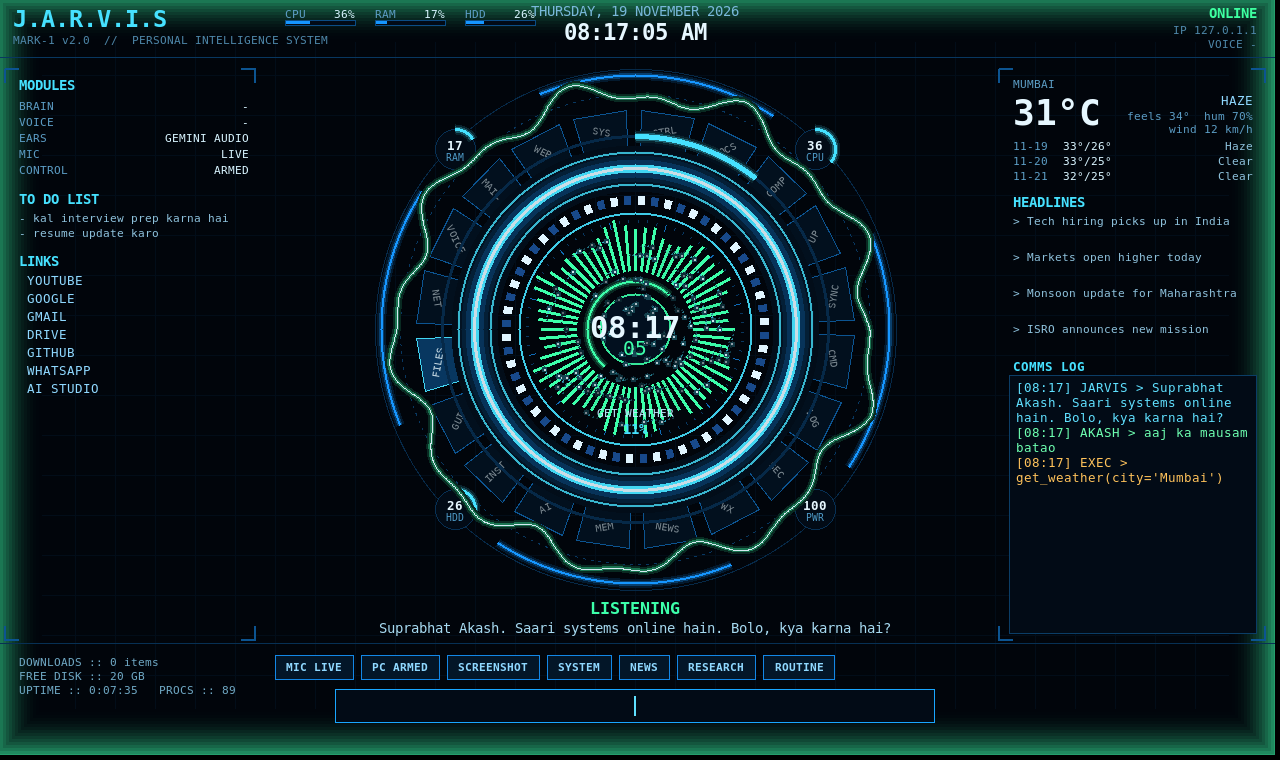 J.A.R.V.I.S
MARK-1 v2.0 // PERSONAL INTELLIGENCE SYSTEM
CPU 36% RAM 17% HDD 26%
THURSDAY, 19 NOVEMBER 2026
08:17:05 AM
ONLINE
IP 127.0.1.1
VOICE -
MODULES
BRAIN -
VOICE -
EARS GEMINI AUDIO
MIC LIVE
CONTROL ARMED
TO DO LIST
- kal interview prep karna hai
- resume update karo
LINKS
YOUTUBE
GOOGLE
GMAIL
DRIVE
GITHUB
WHATSAPP
AI STUDIO
17
RAM
36
CPU
26
HDD
100
PWR
SYS
WEB
VOICE
NET
FILES
GUI
AI
MEM
NEWS
WX
CMD
SYNC
UP
COMP
08:17
05
GET WEATHER
LISTENING
Suprabhat Akash. Saari systems online hain. Bolo, kya karna hai?
MUMBAI
31°C
HAZE
feels 34° hum 70%
wind 12 km/h
11-19 33°/26° Haze
11-20 33°/25° Clear
11-21 32°/25° Clear
HEADLINES
> Tech hiring picks up in India
> Markets open higher today
> Monsoon update for Maharashtra
> ISRO announces new mission
COMMS LOG
[08:17] JARVIS > Suprabhat
Akash. Saari systems online
hain. Bolo, kya karna hai?
[08:17] AKASH > aaj ka mausam
batao
[08:17] EXEC >
get_weather(city='Mumbai')
DOWNLOADS :: 0 items
FREE DISK :: 20 GB
UPTIME :: 0:07:35 PROCS :: 89
MIC LIVE
PC ARMED
SCREENSHOT
SYSTEM
NEWS
RESEARCH
ROUTINE